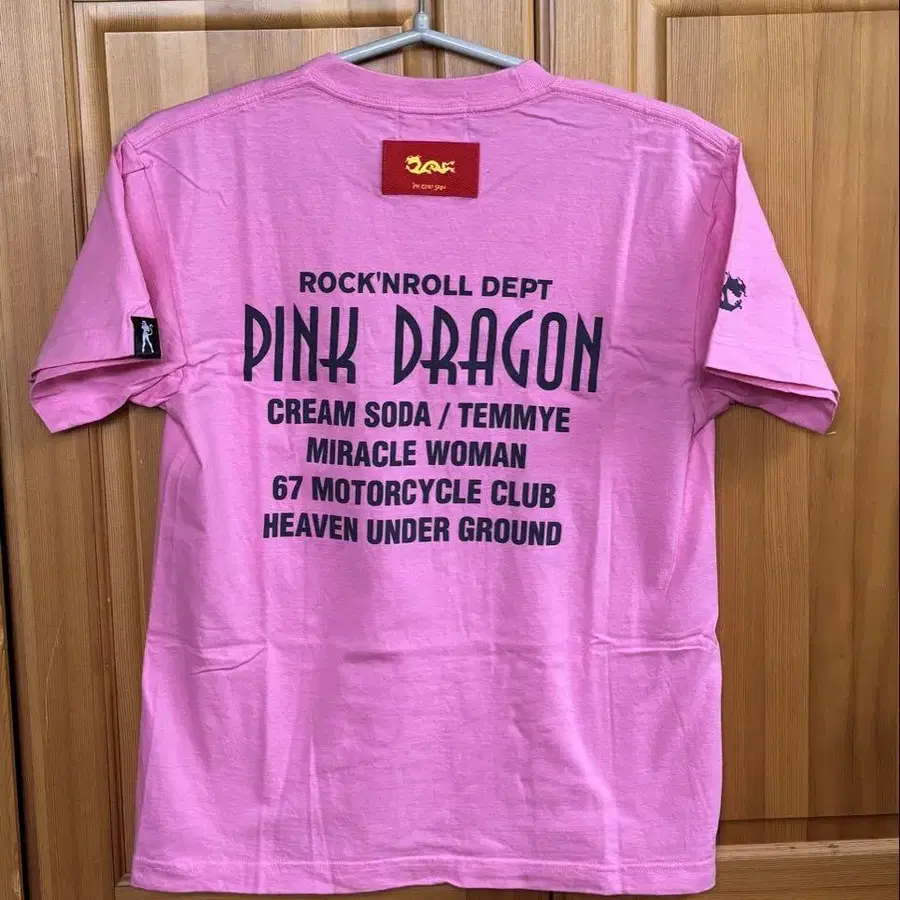 ROCK'NROLL DEPT
PINK DRAGON
CREAM SODA / TEMMYE
MIRACLE WOMAN
67 MOTORCYCLE CLUB
HEAVEN UNDER GROUND